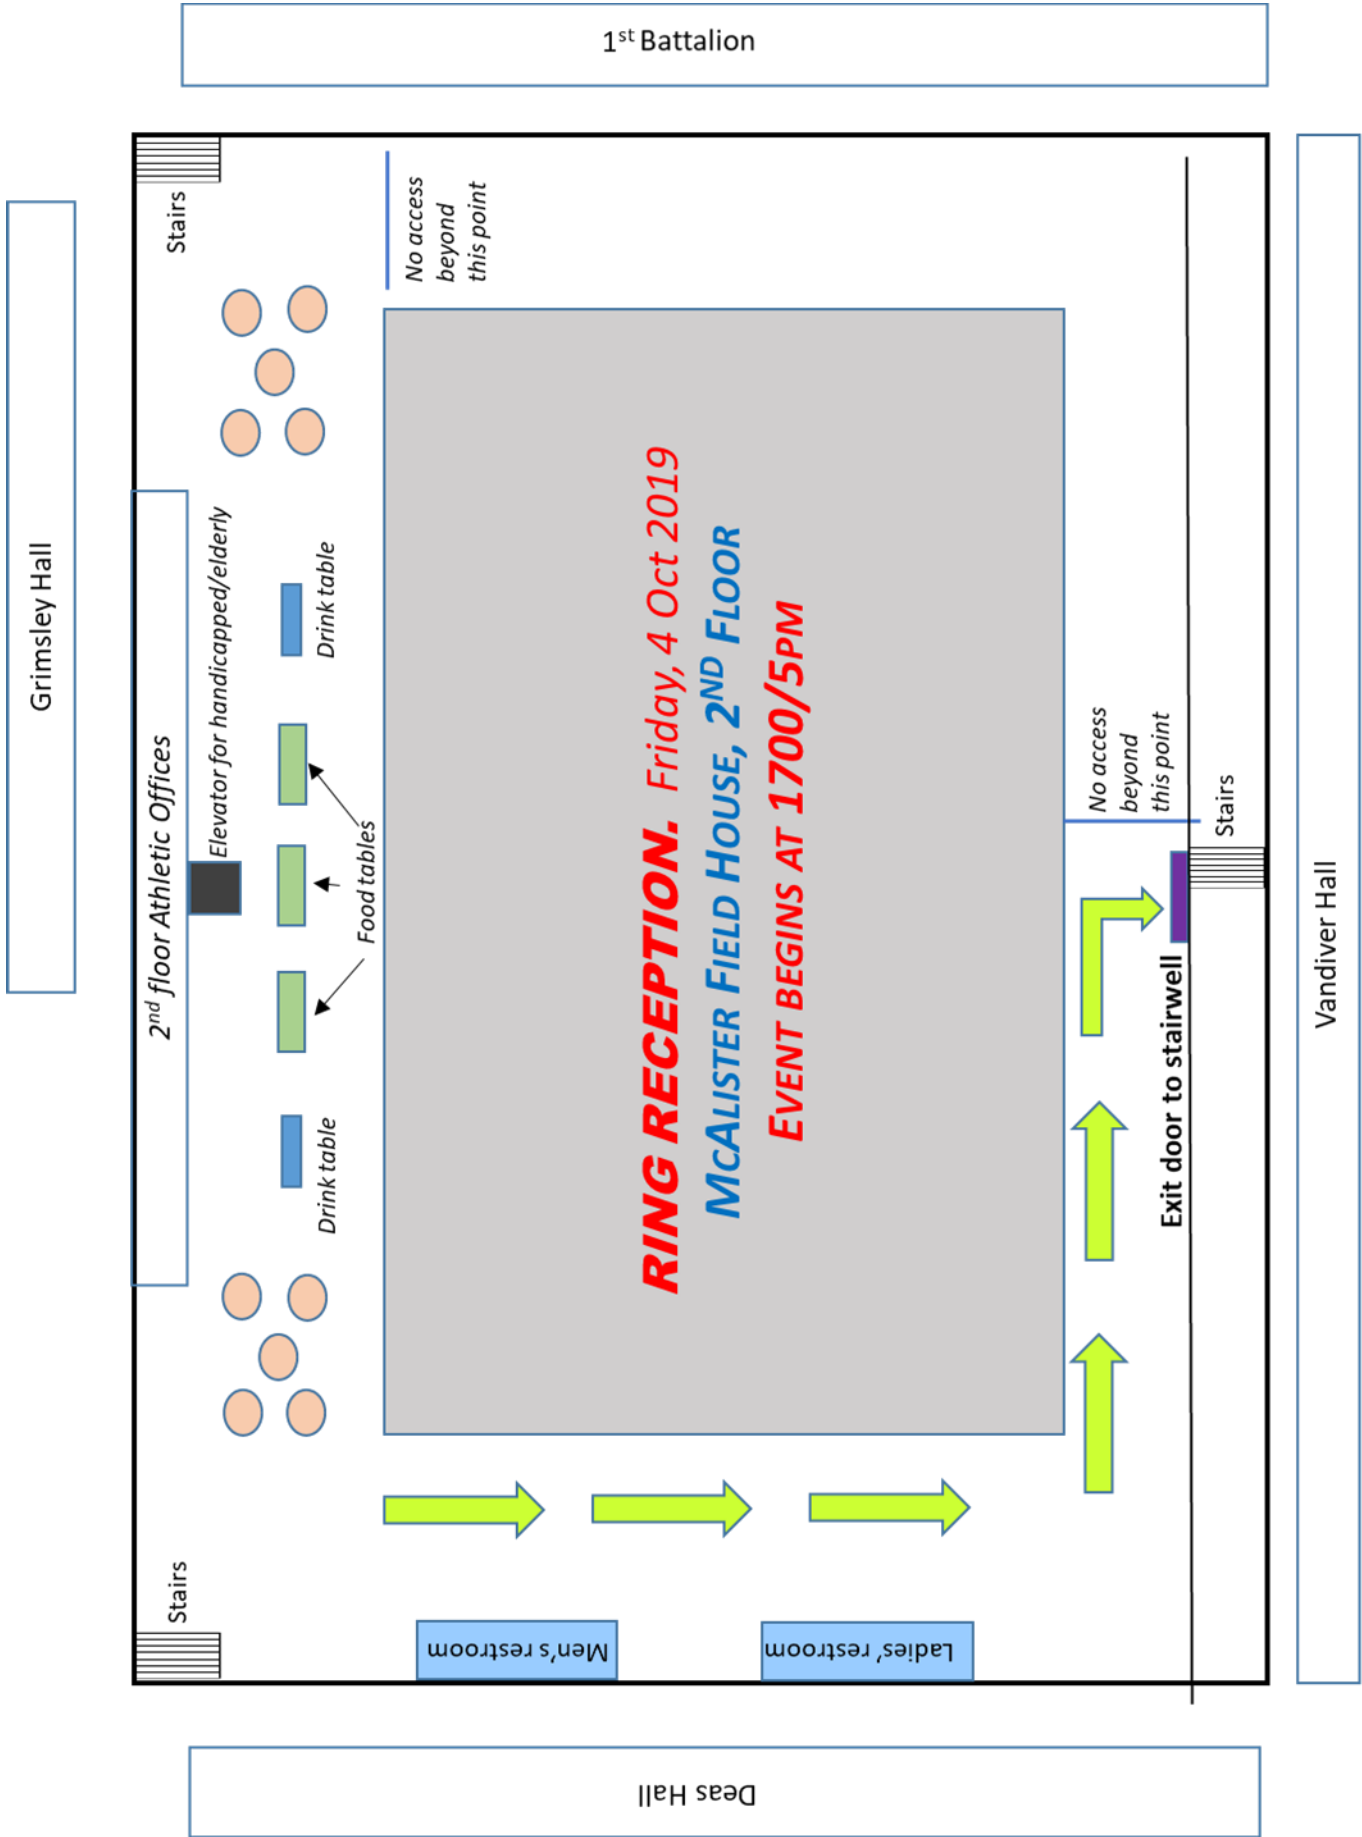 1st Battalion
Grimsley Hall
Stairs
No access
beyond
this point
2nd floor Athletic Offices
Elevator for handicapped/elderly
Drink table
Food tables
Drink table
RING RECEPTION. Friday, 4 Oct 2019
MCALISTER FIELD HOUSE, 2ND FLOOR
EVENT BEGINS AT 1700/5PM
No access
beyond
this point
Stairs
Exit door to stairwell
Vandiver Hall
Stairs
Men's restroom
Ladies' restroom
Deas Hall